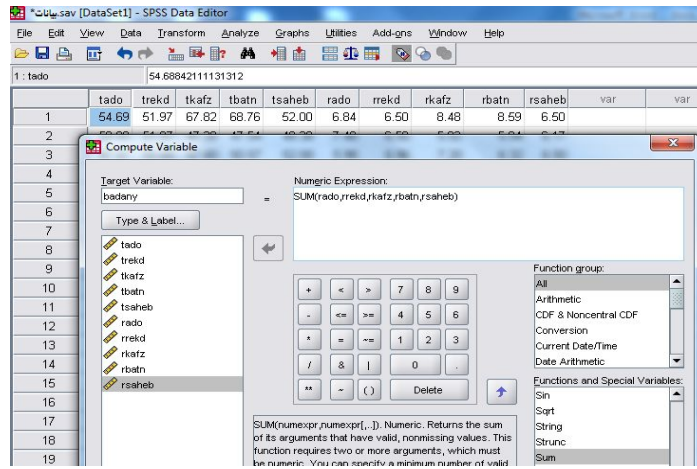 *بيانات.sav [DataSet1] - SPSS Data Editor
File Edit View Data Transform Analyze Graphs Utilities Add-ons Window Help
1 : tado 54.68842111131312
tado trekd tkafz tbatn tsaheb rado rrekd rkafz rbatn rsaheb var var
1 54.69 51.97 67.82 68.76 52.00 6.84 6.50 8.48 8.59 6.50
2
3
Compute Variable
4
5
6
7
8
9
10
11
12
13
14
15
16
17
18
19
Target Variable:
badany
=
Numeric Expression:
SUM(rado,rrekd,rkafz,rbatn,rsaheb)
Type & Label...
tado
trekd
tkafz
tbatn
tsaheb
rado
rrekd
rkafz
rbatn
rsaheb
+ < > 7 8 9
- <= >= 4 5 6
* = ~= 1 2 3
/ & | 0 .
** ~ ( ) Delete
Function group:
All
Arithmetic
CDF & Noncentral CDF
Conversion
Current Date/Time
Date Arithmetic
Functions and Special Variables:
Sin
Sqrt
String
Strunc
Sum
SUM(numexpr,numexpr[,..]). Numeric. Returns the sum
of its arguments that have valid, nonmissing values. This
function requires two or more arguments, which must
be numeric. You can specify a minimum number of valid